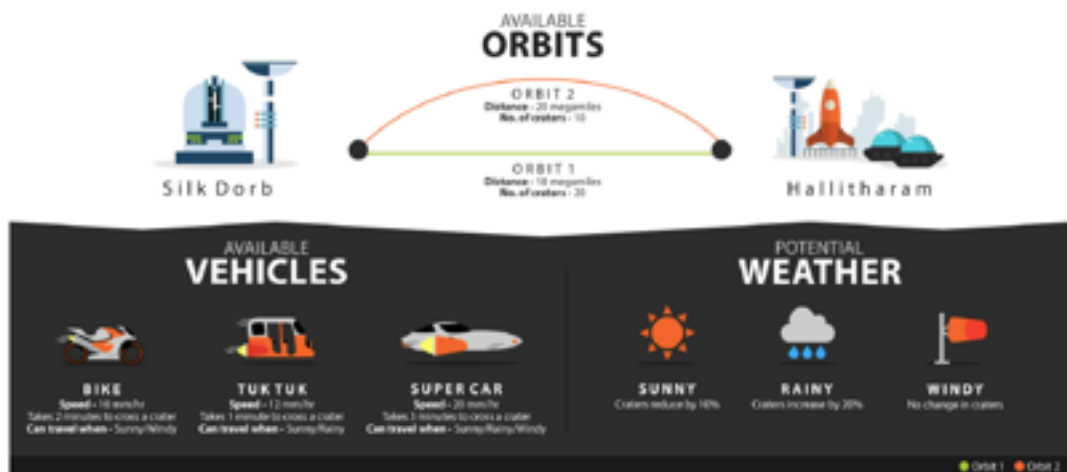 AVAILABLE
ORBITS
ORBIT 2
Distance - 20 megamiles
No. of craters - 10
ORBIT 1
Distance - 18 megamiles
No. of craters - 20
Silk Dorb
Hallitharam
AVAILABLE
VEHICLES
BIKE
Speed - 10 mm/hr
Takes 2 minutes to cross a crater
Can travel when - Sunny/Windy
TUK TUK
Speed - 12 mm/hr
Takes 1 minute to cross a crater
Can travel when - Sunny/Rainy
SUPER CAR
Speed - 20 mm/hr
Takes 3 minutes to cross a crater
Can travel when - Sunny/Rainy/Windy
POTENTIAL
WEATHER
SUNNY
Craters reduce by 10%
RAINY
Craters increase by 20%
WINDY
No change in craters
Orbit 1
Orbit 2